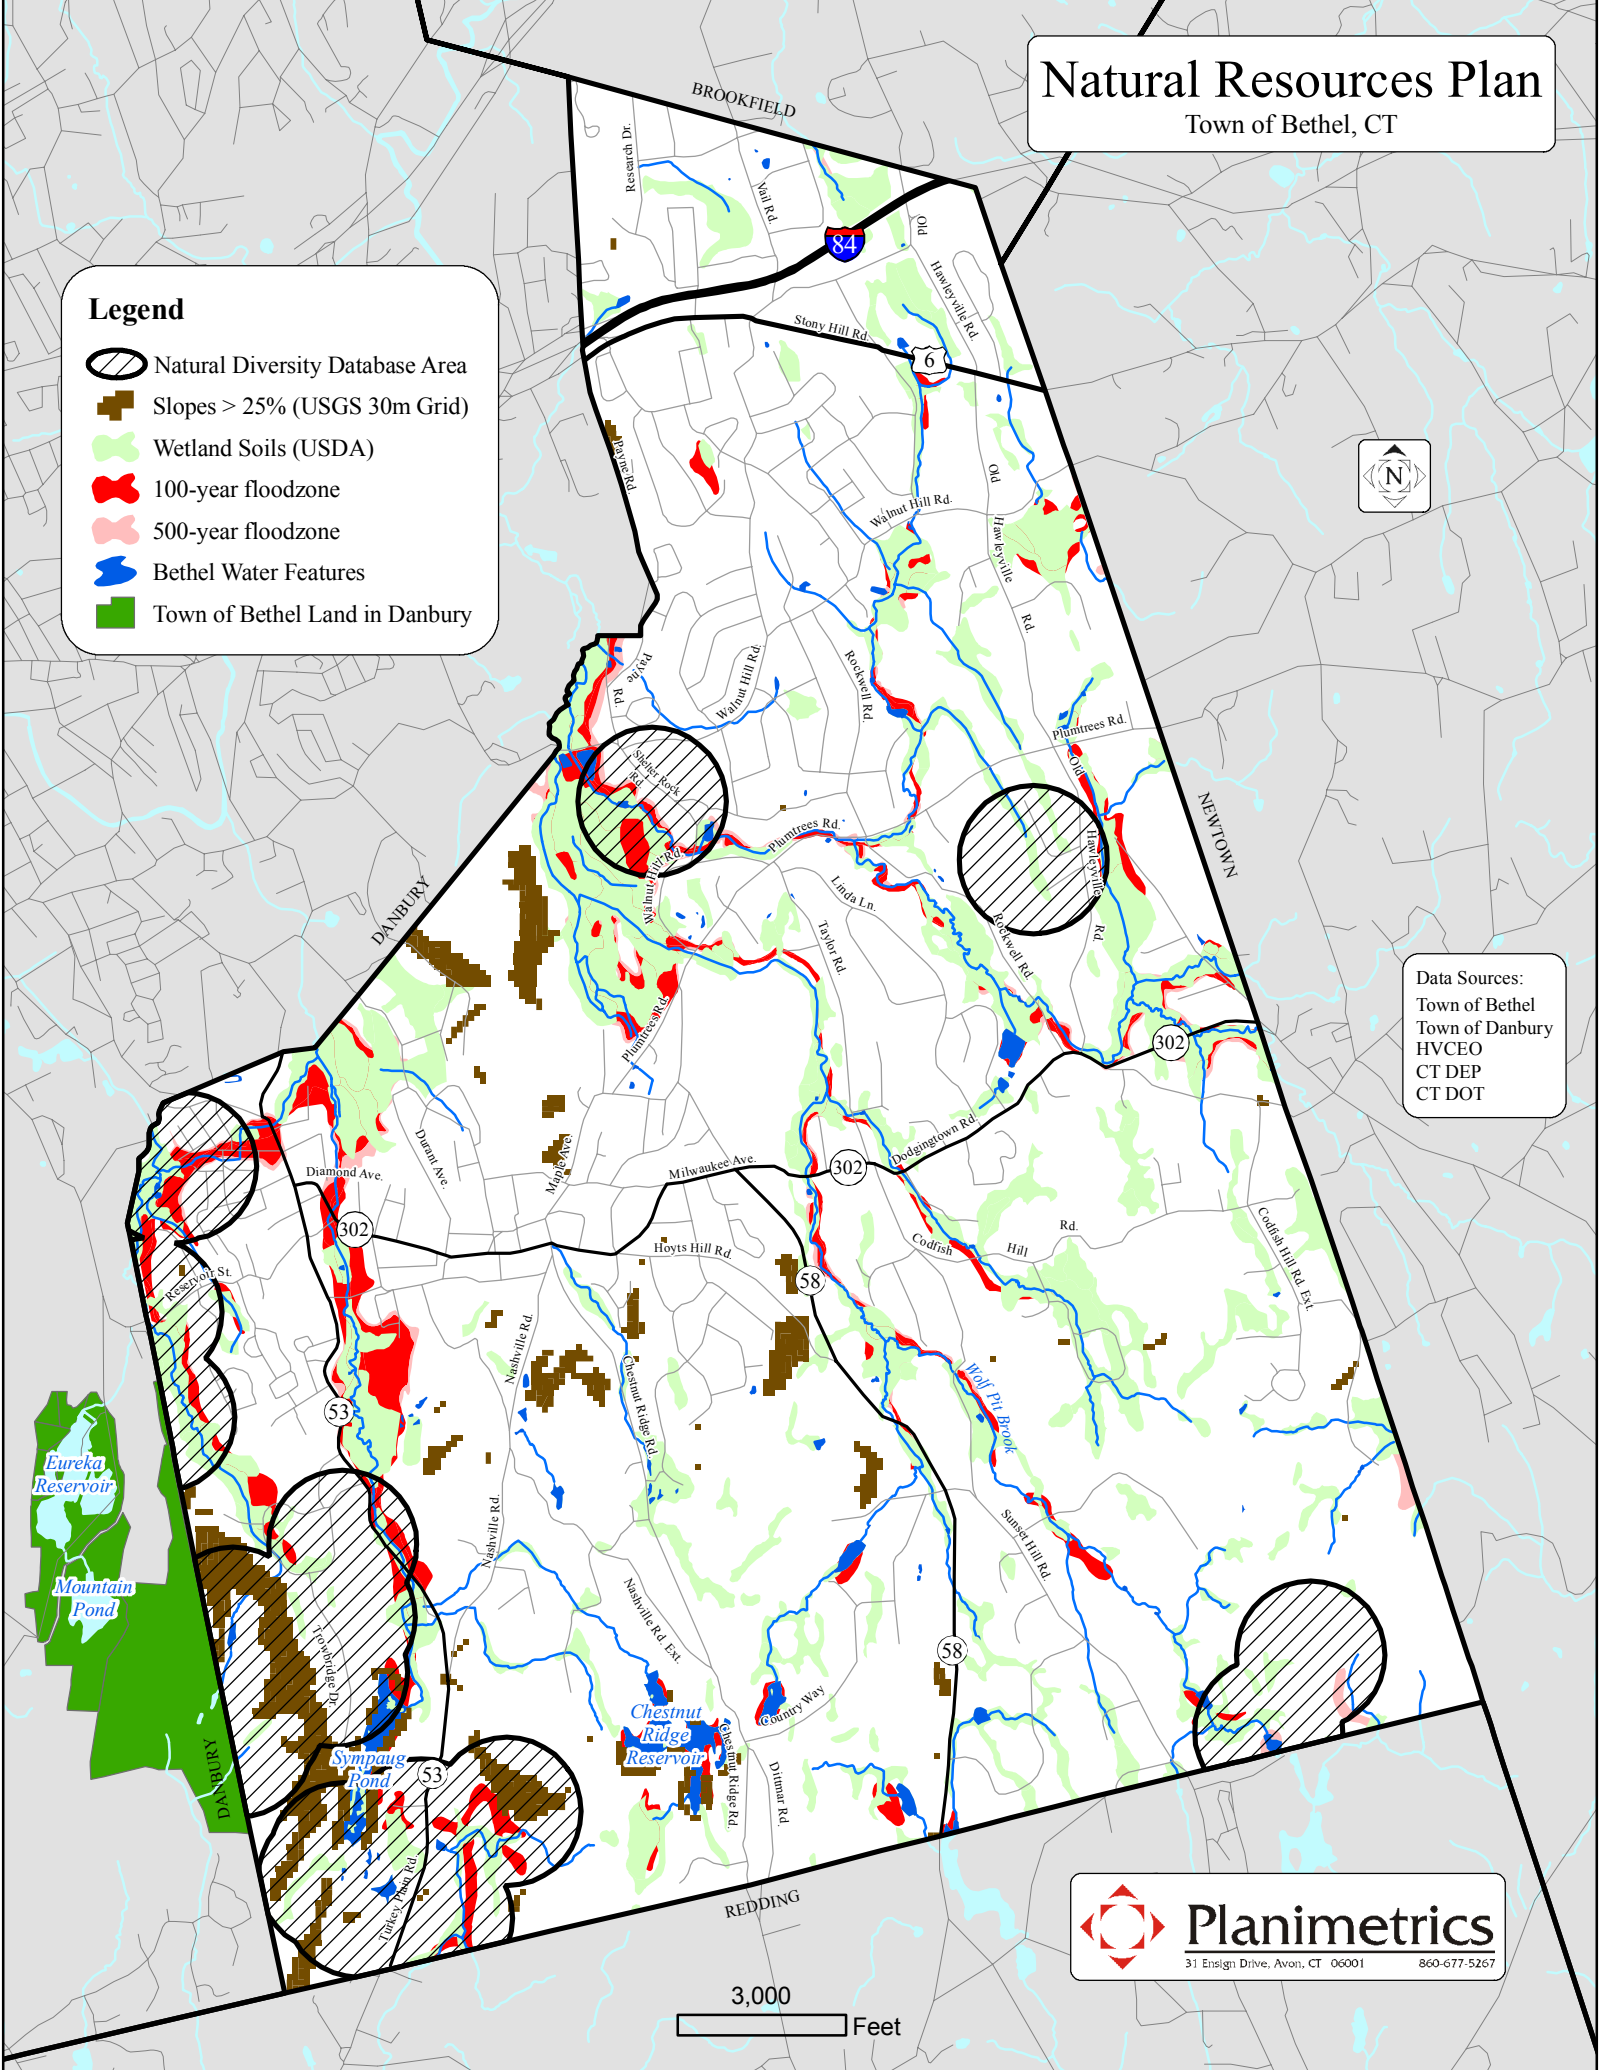 Natural Resources Plan
Town of Bethel, CT
BROOKFIELD
Research Dr.
Vail Rd.
Old
Hawleyville Rd.
84
Stony Hill Rd.
6
Legend
Natural Diversity Database Area
Slopes > 25% (USGS 30m Grid)
Wetland Soils (USDA)
100-year floodzone
500-year floodzone
Bethel Water Features
Town of Bethel Land in Danbury
Payne Rd
N
Old
Hawleyville
Rd.
Walnut Hill Rd.
Payne
Rd.
Walnut Hill Rd.
Rockwell Rd.
Plumtrees Rd.
Old
Hawleyville
Rd.
Shelter Rock
Rd.
Plumtrees Rd.
Walnut Hill Rd.
Linda Ln.
Taylor Rd.
Rockwell Rd.
NEWTOWN
DANBURY
Plumtrees Rd.
Data Sources:
Town of Bethel
Town of Danbury
HVCEO
CT DEP
CT DOT
302
Dodgingtown Rd.
302
Milwaukee Ave.
Maple Ave.
Durant Ave.
Diamond Ave.
302
Hoyts Hill Rd.
58
Codfish
Hill
Rd.
Codfish Hill Rd. Ext.
Reservoir St.
Nashville Rd.
Chestnut Ridge Rd.
Wolf Pit Brook
53
Eureka
Reservoir
Mountain
Pond
Nashville Rd.
Nashville Rd. Ext.
Sunset Hill Rd.
Trowbridge Dr.
58
Country Way
Chestnut
Ridge
Reservoir
Chestnut Ridge Rd.
Dittmar Rd.
DANBURY
Sympaug
Pond
53
Turkey Plain Rd.
REDDING
Planimetrics
31 Ensign Drive, Avon, CT 06001 860-677-5267
3,000
Feet